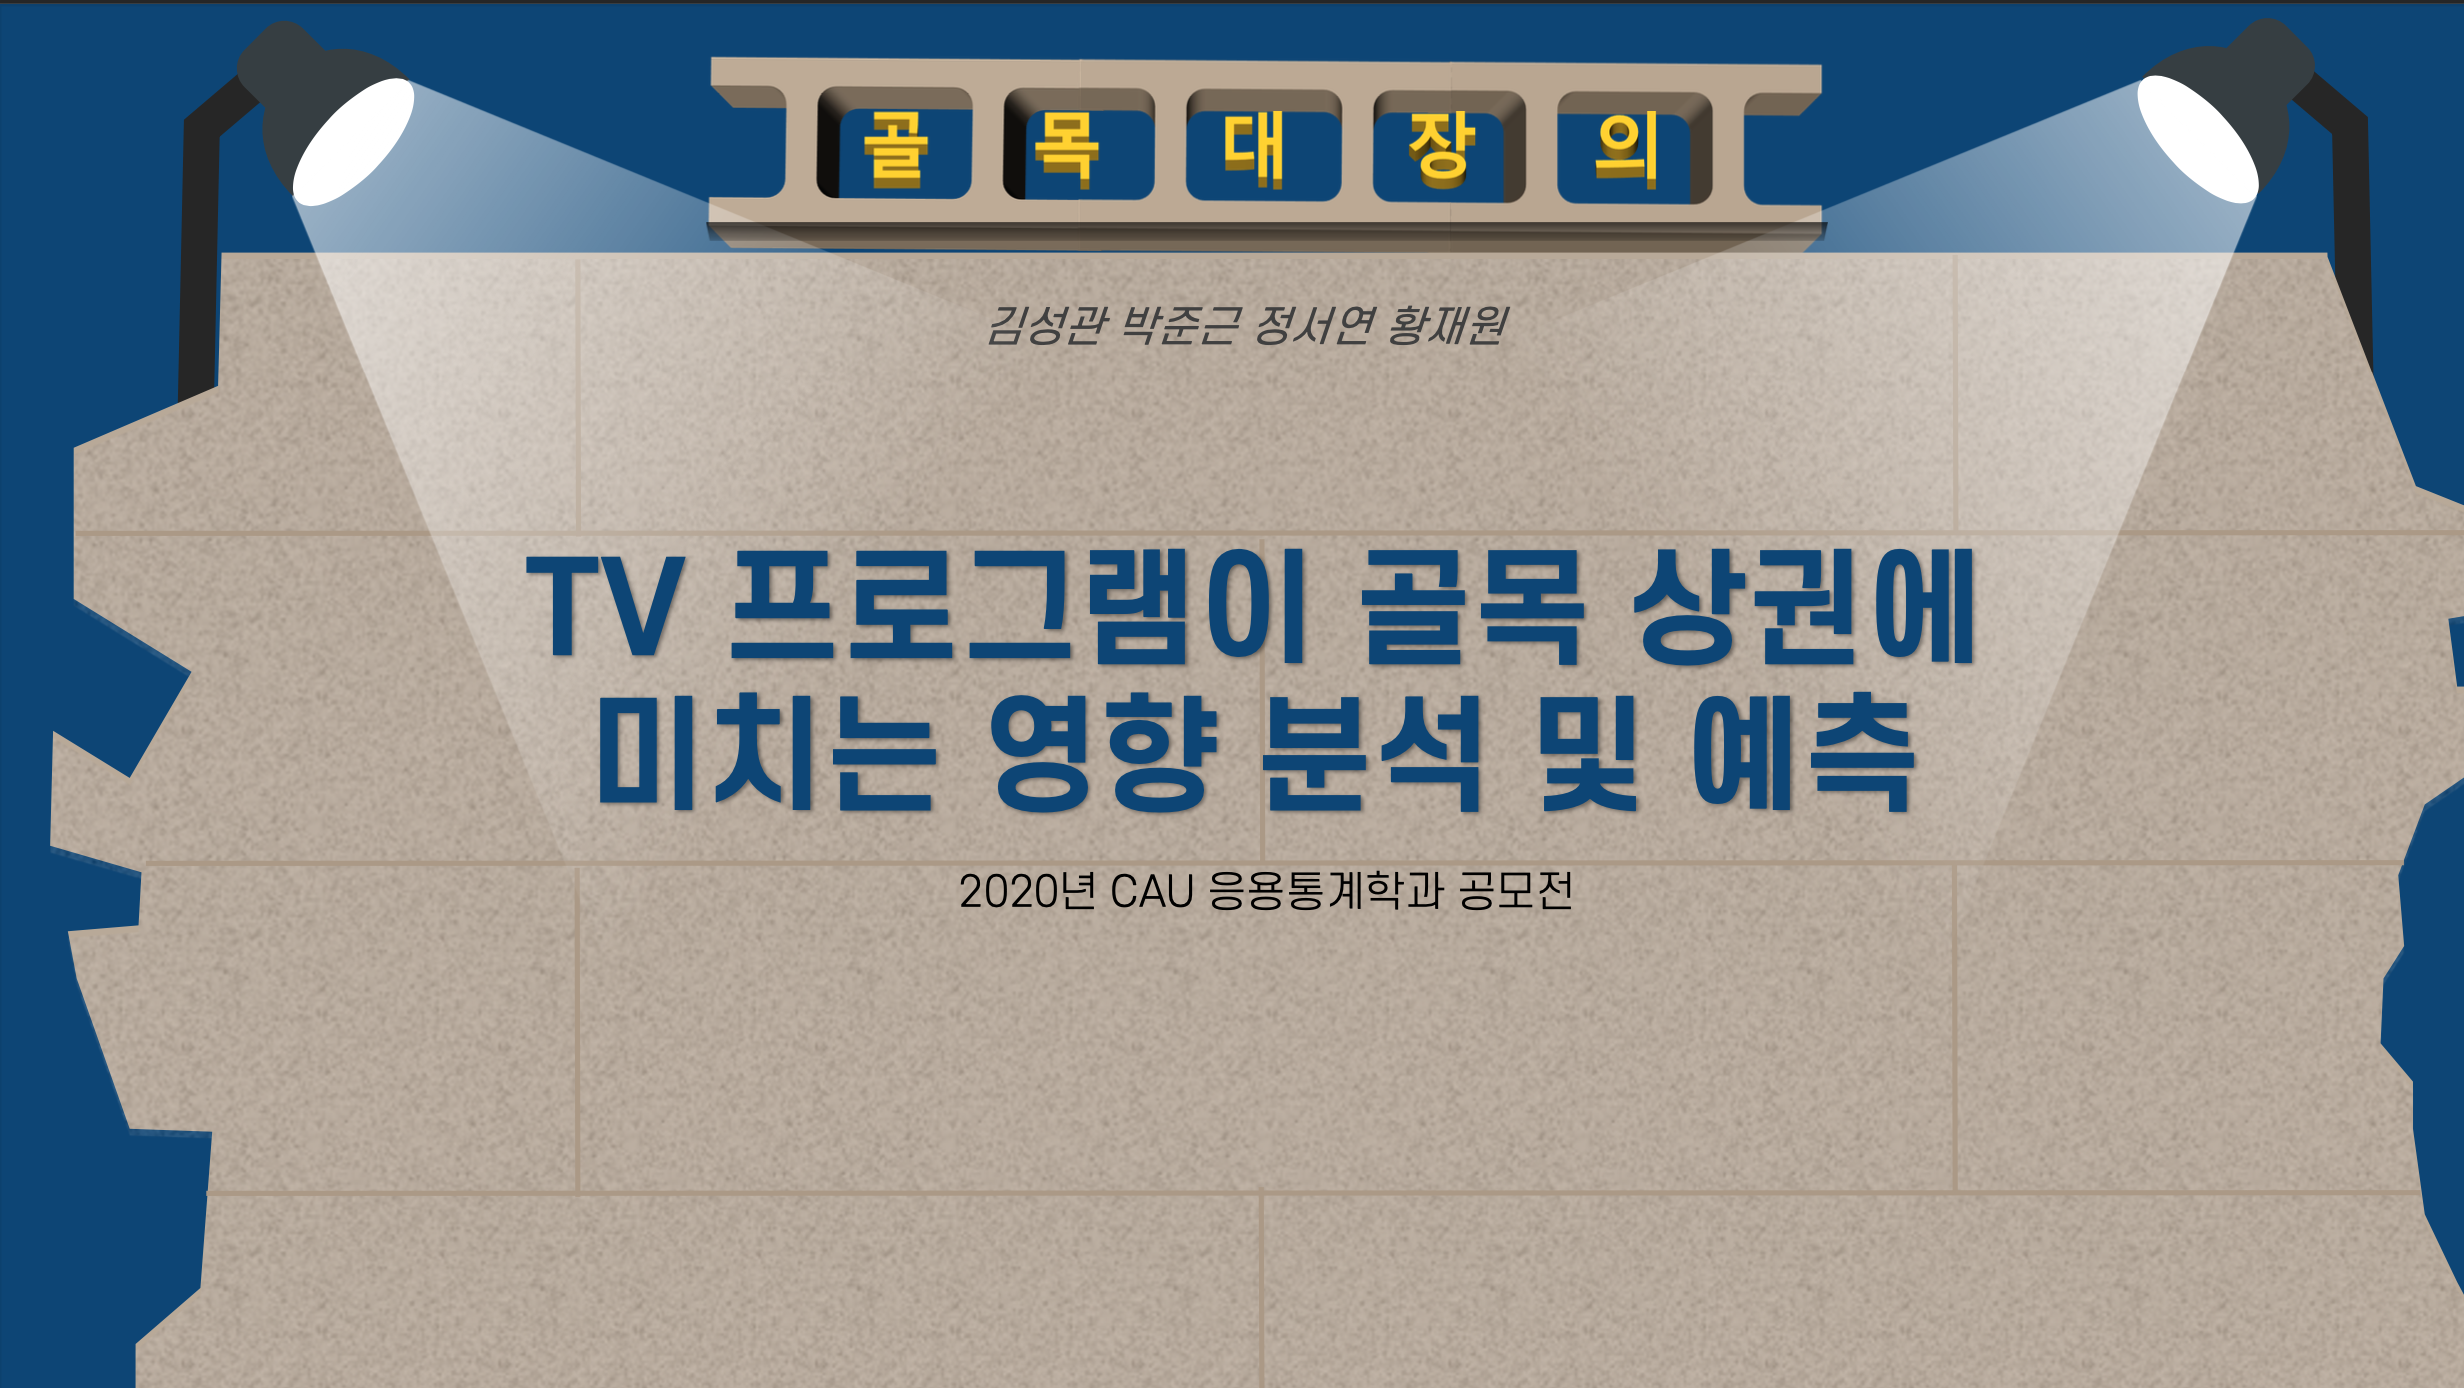 골목대장의
김성관 박준근 정서연 황재원
TV 프로그램이 골목 상권에
미치는 영향 분석 및 예측
2020년 CAU 응용통계학과 공모전